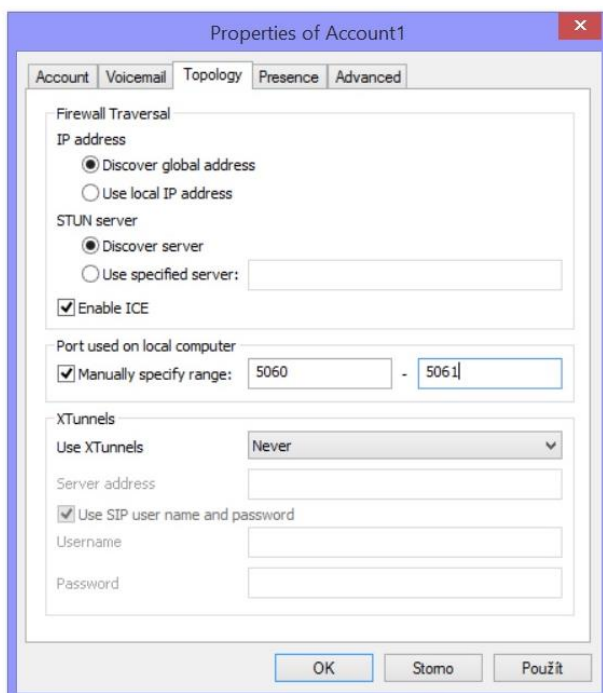 Properties of Account1
Account Voicemail Topology Presence Advanced
Firewall Traversal
IP address
Discover global address
Use local IP address
STUN server
Discover server
Use specified server:
Enable ICE
Port used on local computer
Manually specify range: 5060 - 5061
XTunnels
Use XTunnels Never
Server address
Use SIP user name and password
Username
Password
OK Storno Použít